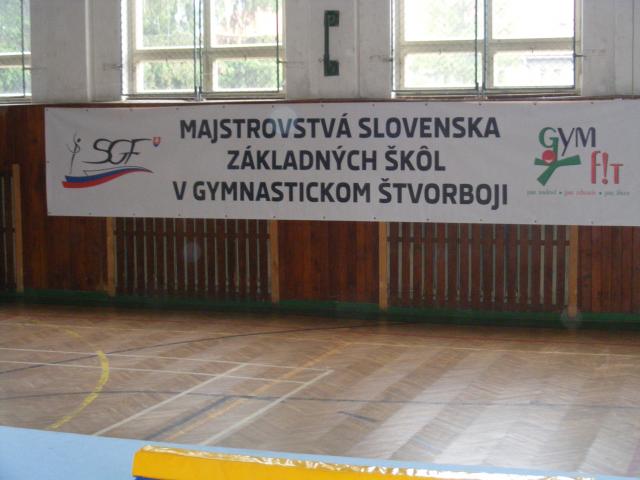 SGF
MAJSTROVSTVÁ SLOVENSKA
ZÁKLADNÝCH ŠKÔL
V GYMNASTICKOM ŠTVORBOJI
GYM
F!T